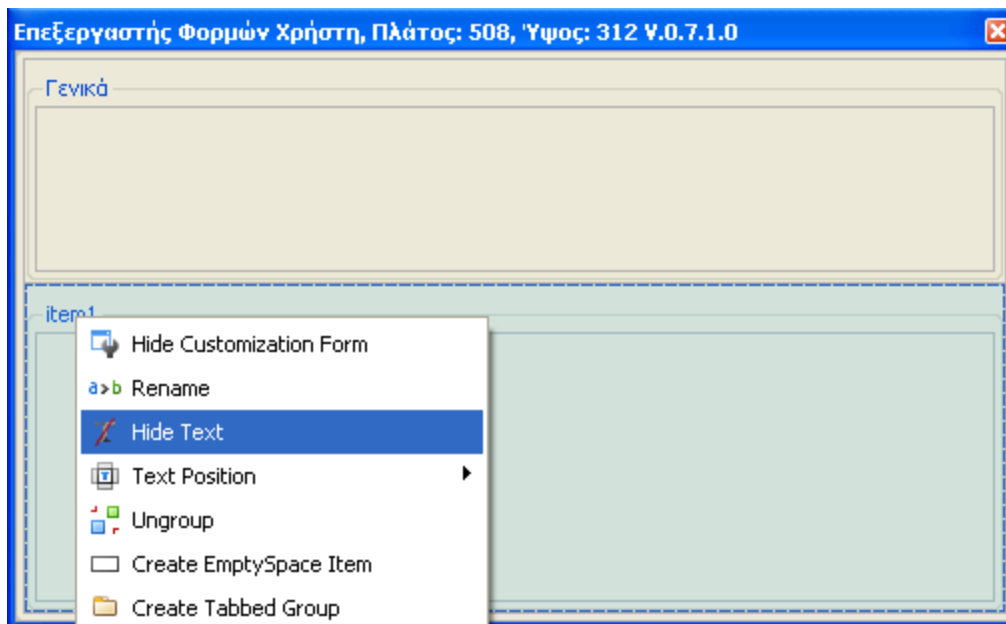 Επεξεργαστής Φορμών Χρήστη, Πλάτος: 508, Ύψος: 312 V.0.7.1.0
Γενικά
item1
Hide Customization Form
a>b Rename
Hide Text
Text Position
Ungroup
Create EmptySpace Item
Create Tabbed Group